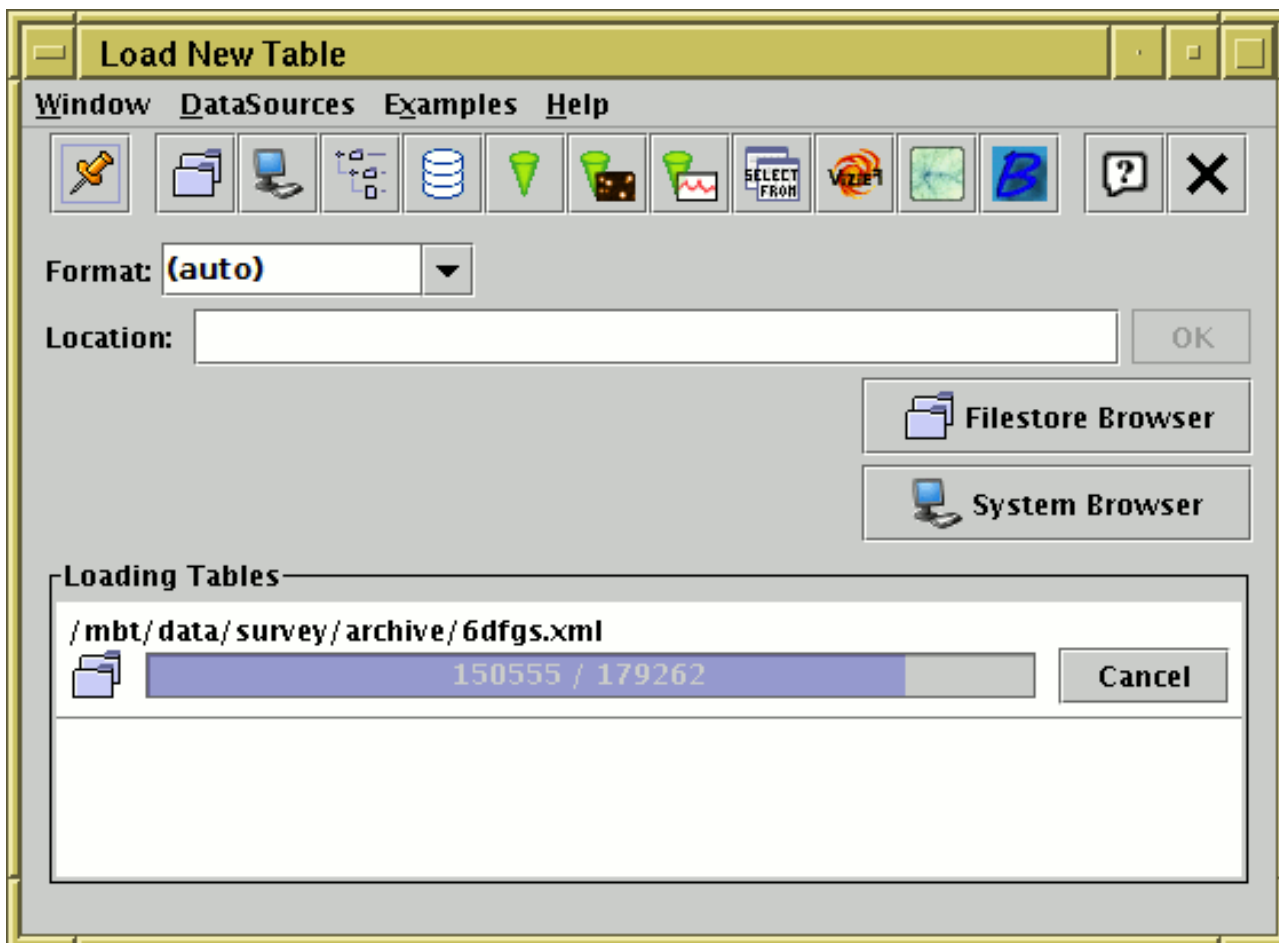 Load New Table
Window DataSources Examples Help
SELECT FROM VizieR B ?
Format: (auto)
Location: OK
Filestore Browser
System Browser
Loading Tables
/mbt/data/survey/archive/6dfgs.xml
150555 / 179262 Cancel